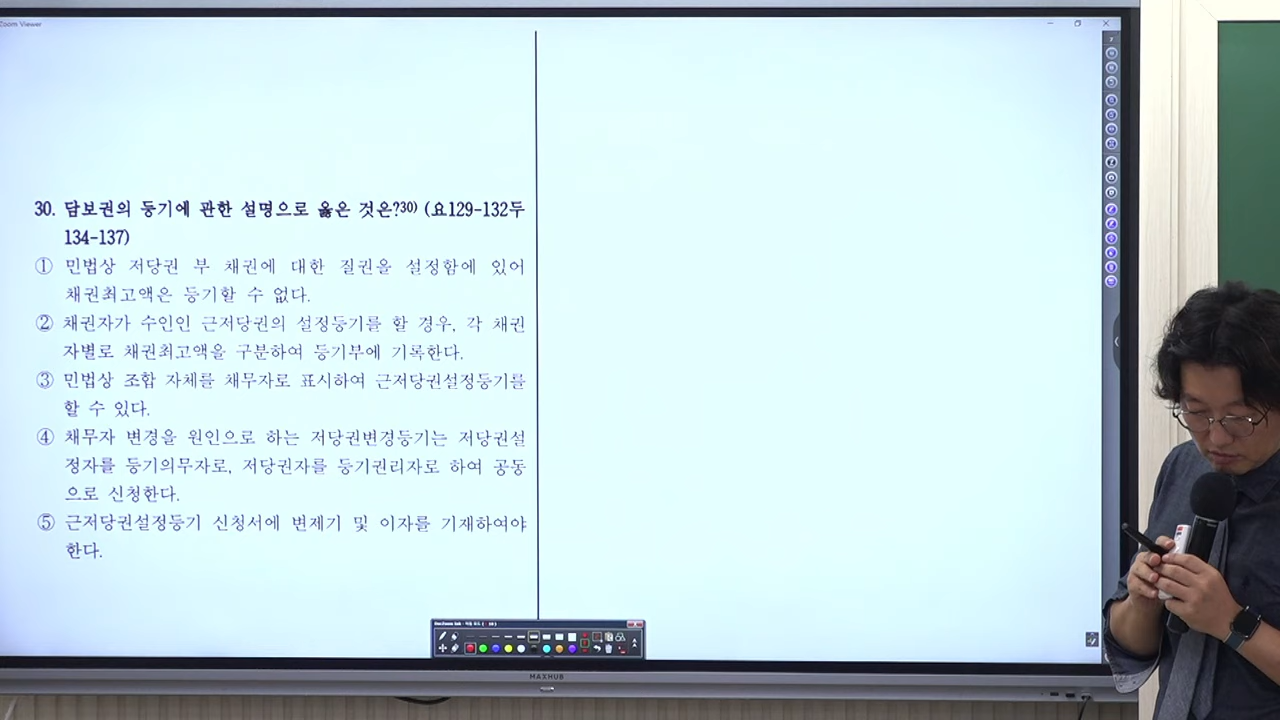 Zoom Viewer
30. 담보권의 등기에 관한 설명으로 옳은 것은?30) (요129-132두
134-137)
① 민법상 저당권 부 채권에 대한 질권을 설정함에 있어
채권최고액은 등기할 수 없다.
② 채권자가 수인인 근저당권의 설정등기를 할 경우, 각 채권
자별로 채권최고액을 구분하여 등기부에 기록한다.
③ 민법상 조합 자체를 채무자로 표시하여 근저당권설정등기를
할 수 있다.
④ 채무자 변경을 원인으로 하는 저당권변경등기는 저당권설
정자를 등기의무자로, 저당권자를 등기권리자로 하여 공동
으로 신청한다.
⑤ 근저당권설정등기 신청서에 변제기 및 이자를 기재하여야
한다.
MAXHUB